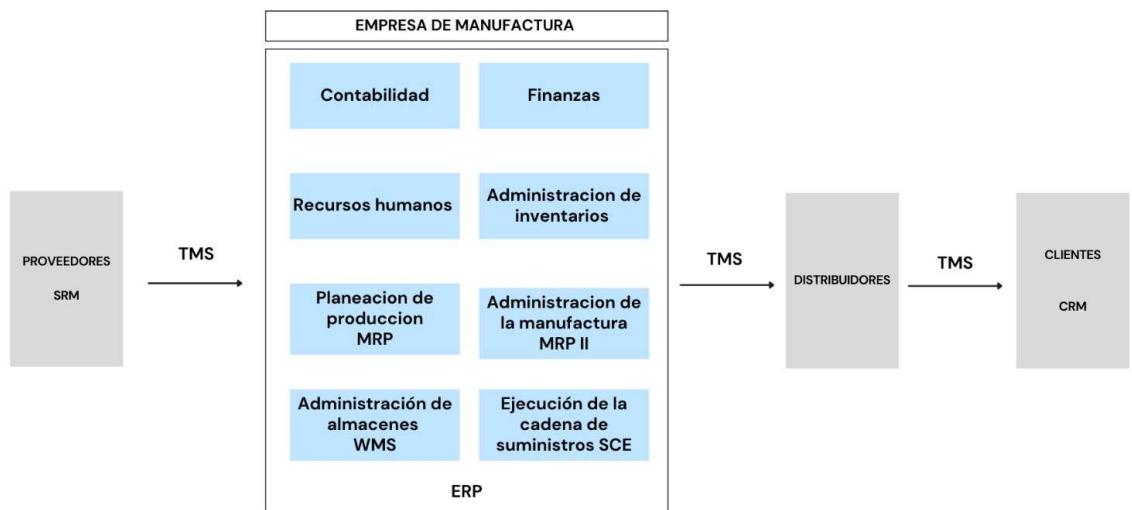 EMPRESA DE MANUFACTURA
Contabilidad
Finanzas
Recursos humanos
Administracion de
inventarios
Planeacion de
produccion
MRP
Administracion de
la manufactura
MRP II
Administración de
almacenes
WMS
Ejecución de la
cadena de
suministros SCE
ERP
PROVEEDORES
SRM
TMS
TMS
DISTRIBUIDORES
TMS
CLIENTES
CRM